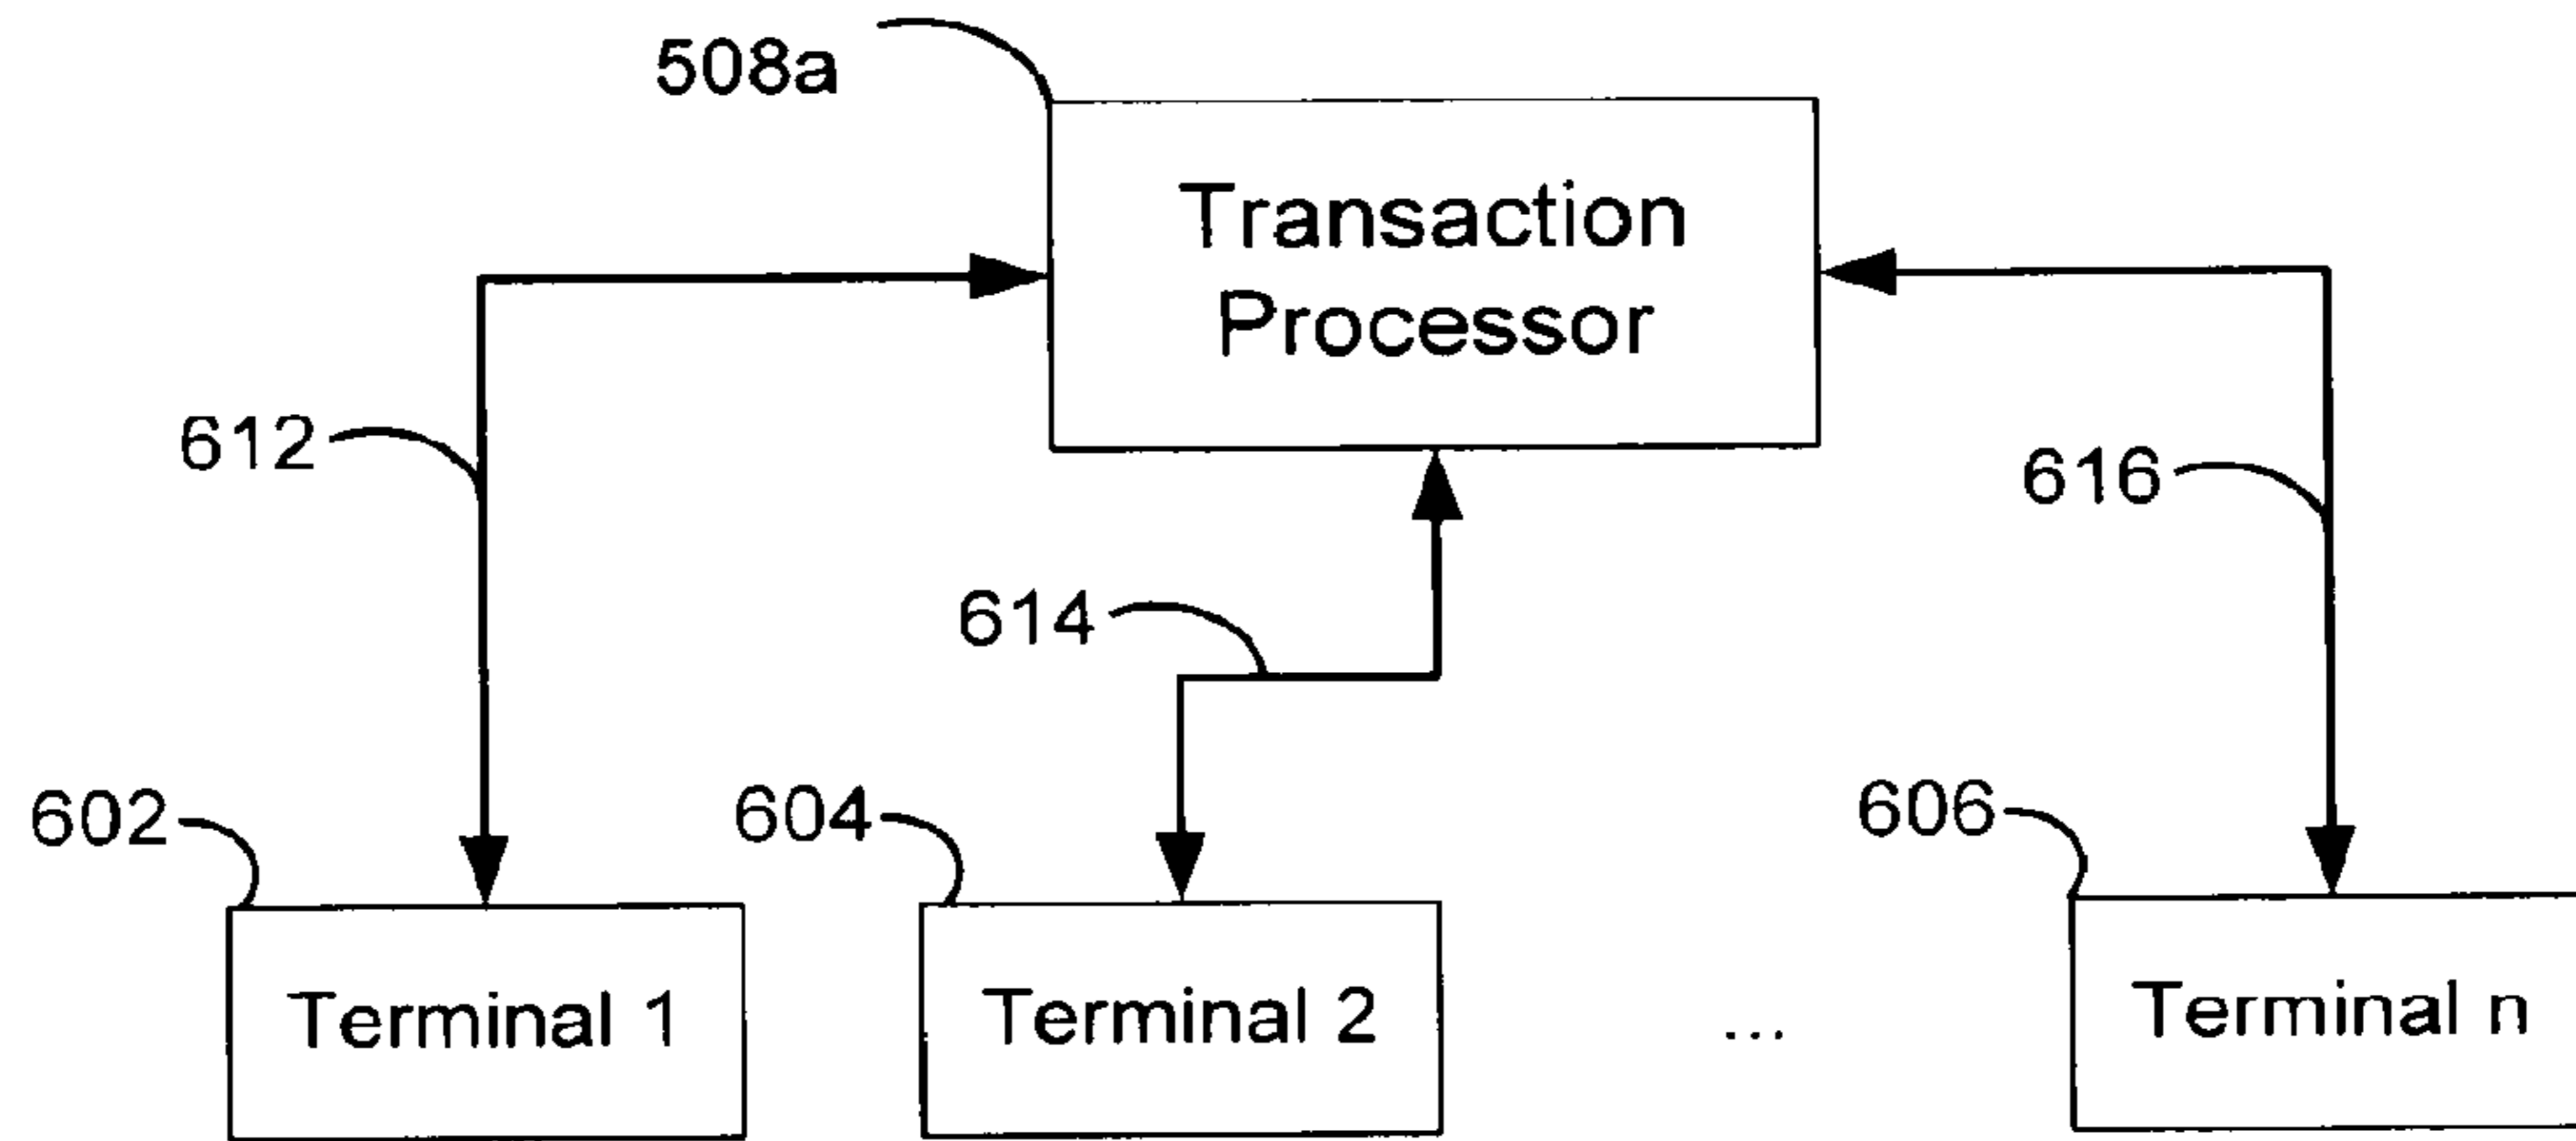 508a
Transaction
Processor
612
616
614
602
604
606
Terminal 1
Terminal 2
...
Terminal n